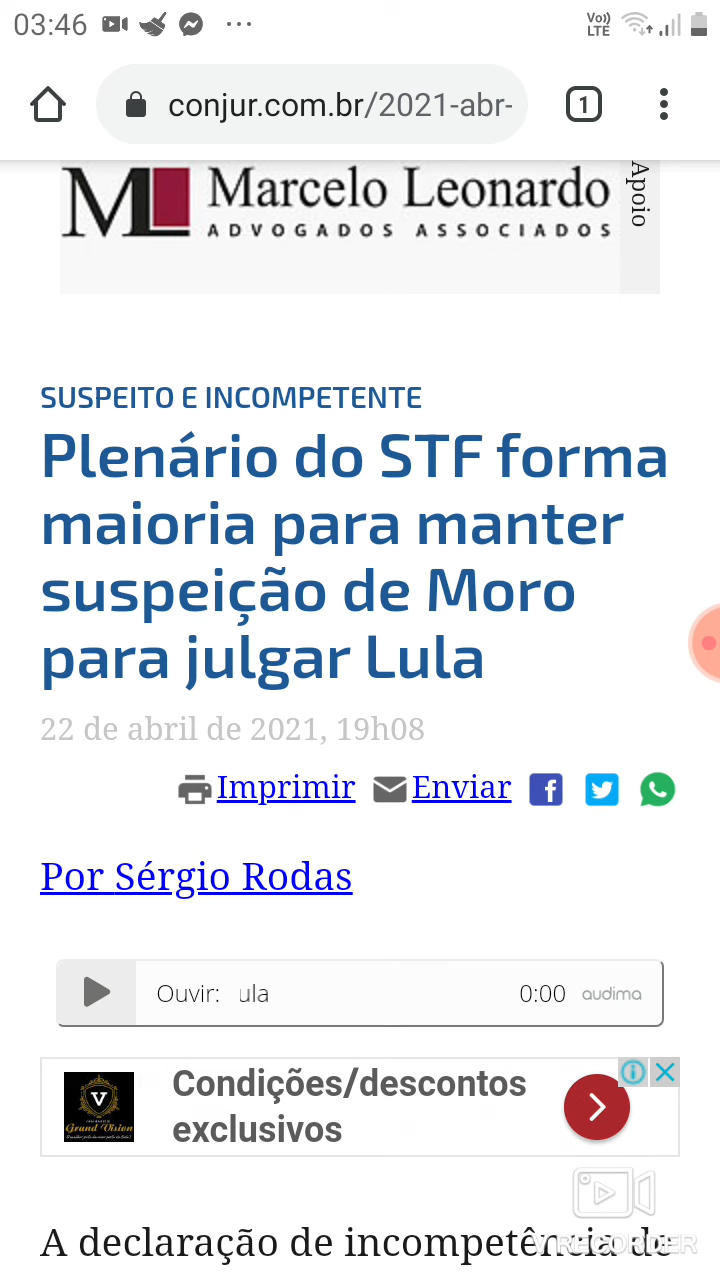 03:46
Vo))
LTE
conjur.com.br/2021-abr-
1
ML Marcelo Leonardo
ADVOGADOS ASSOCIADOS
Apoio
SUSPEITO E INCOMPETENTE
Plenário do STF forma
maioria para manter
suspeição de Moro
para julgar Lula
22 de abril de 2021, 19h08
Imprimir Enviar
Por Sérgio Rodas
Ouvir: ula 0:00 audima
Condições/descontos
exclusivos
V
Grand Vision
A declaração de incompetência de
V RECORDER